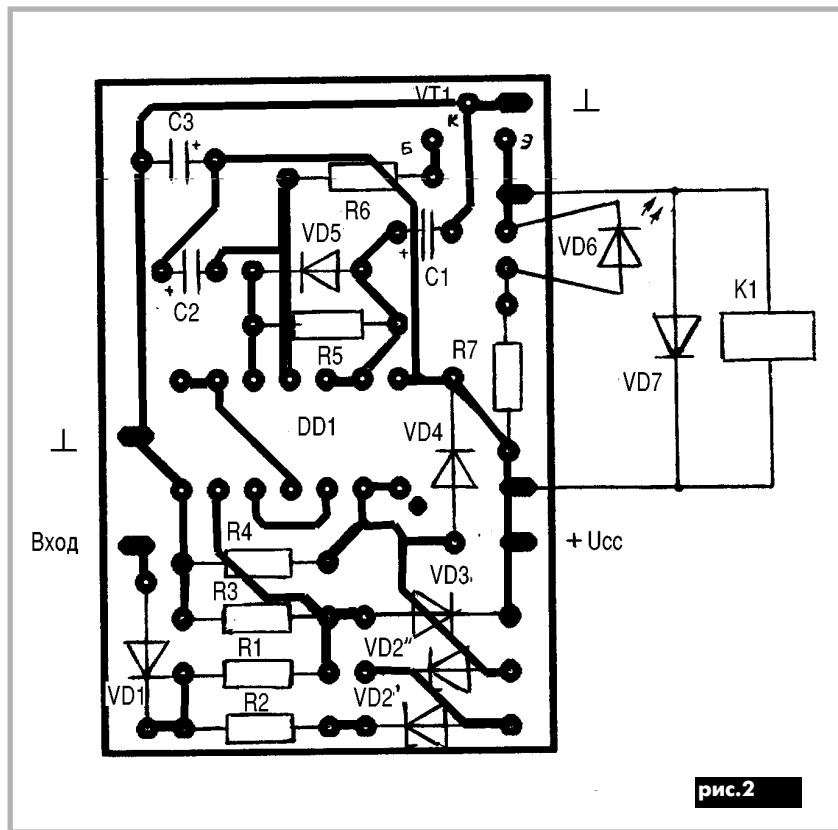 VT1
⊥
К
C3
+
Б
Э
R6
VD5
C1
+
VD6
+
C2
K1
R5
R7
VD7
DD1
VD4
⊥
R4
Вход
+ Ucc
R3
VD3
R1
VD2"
VD1
R2
VD2'
рис.2